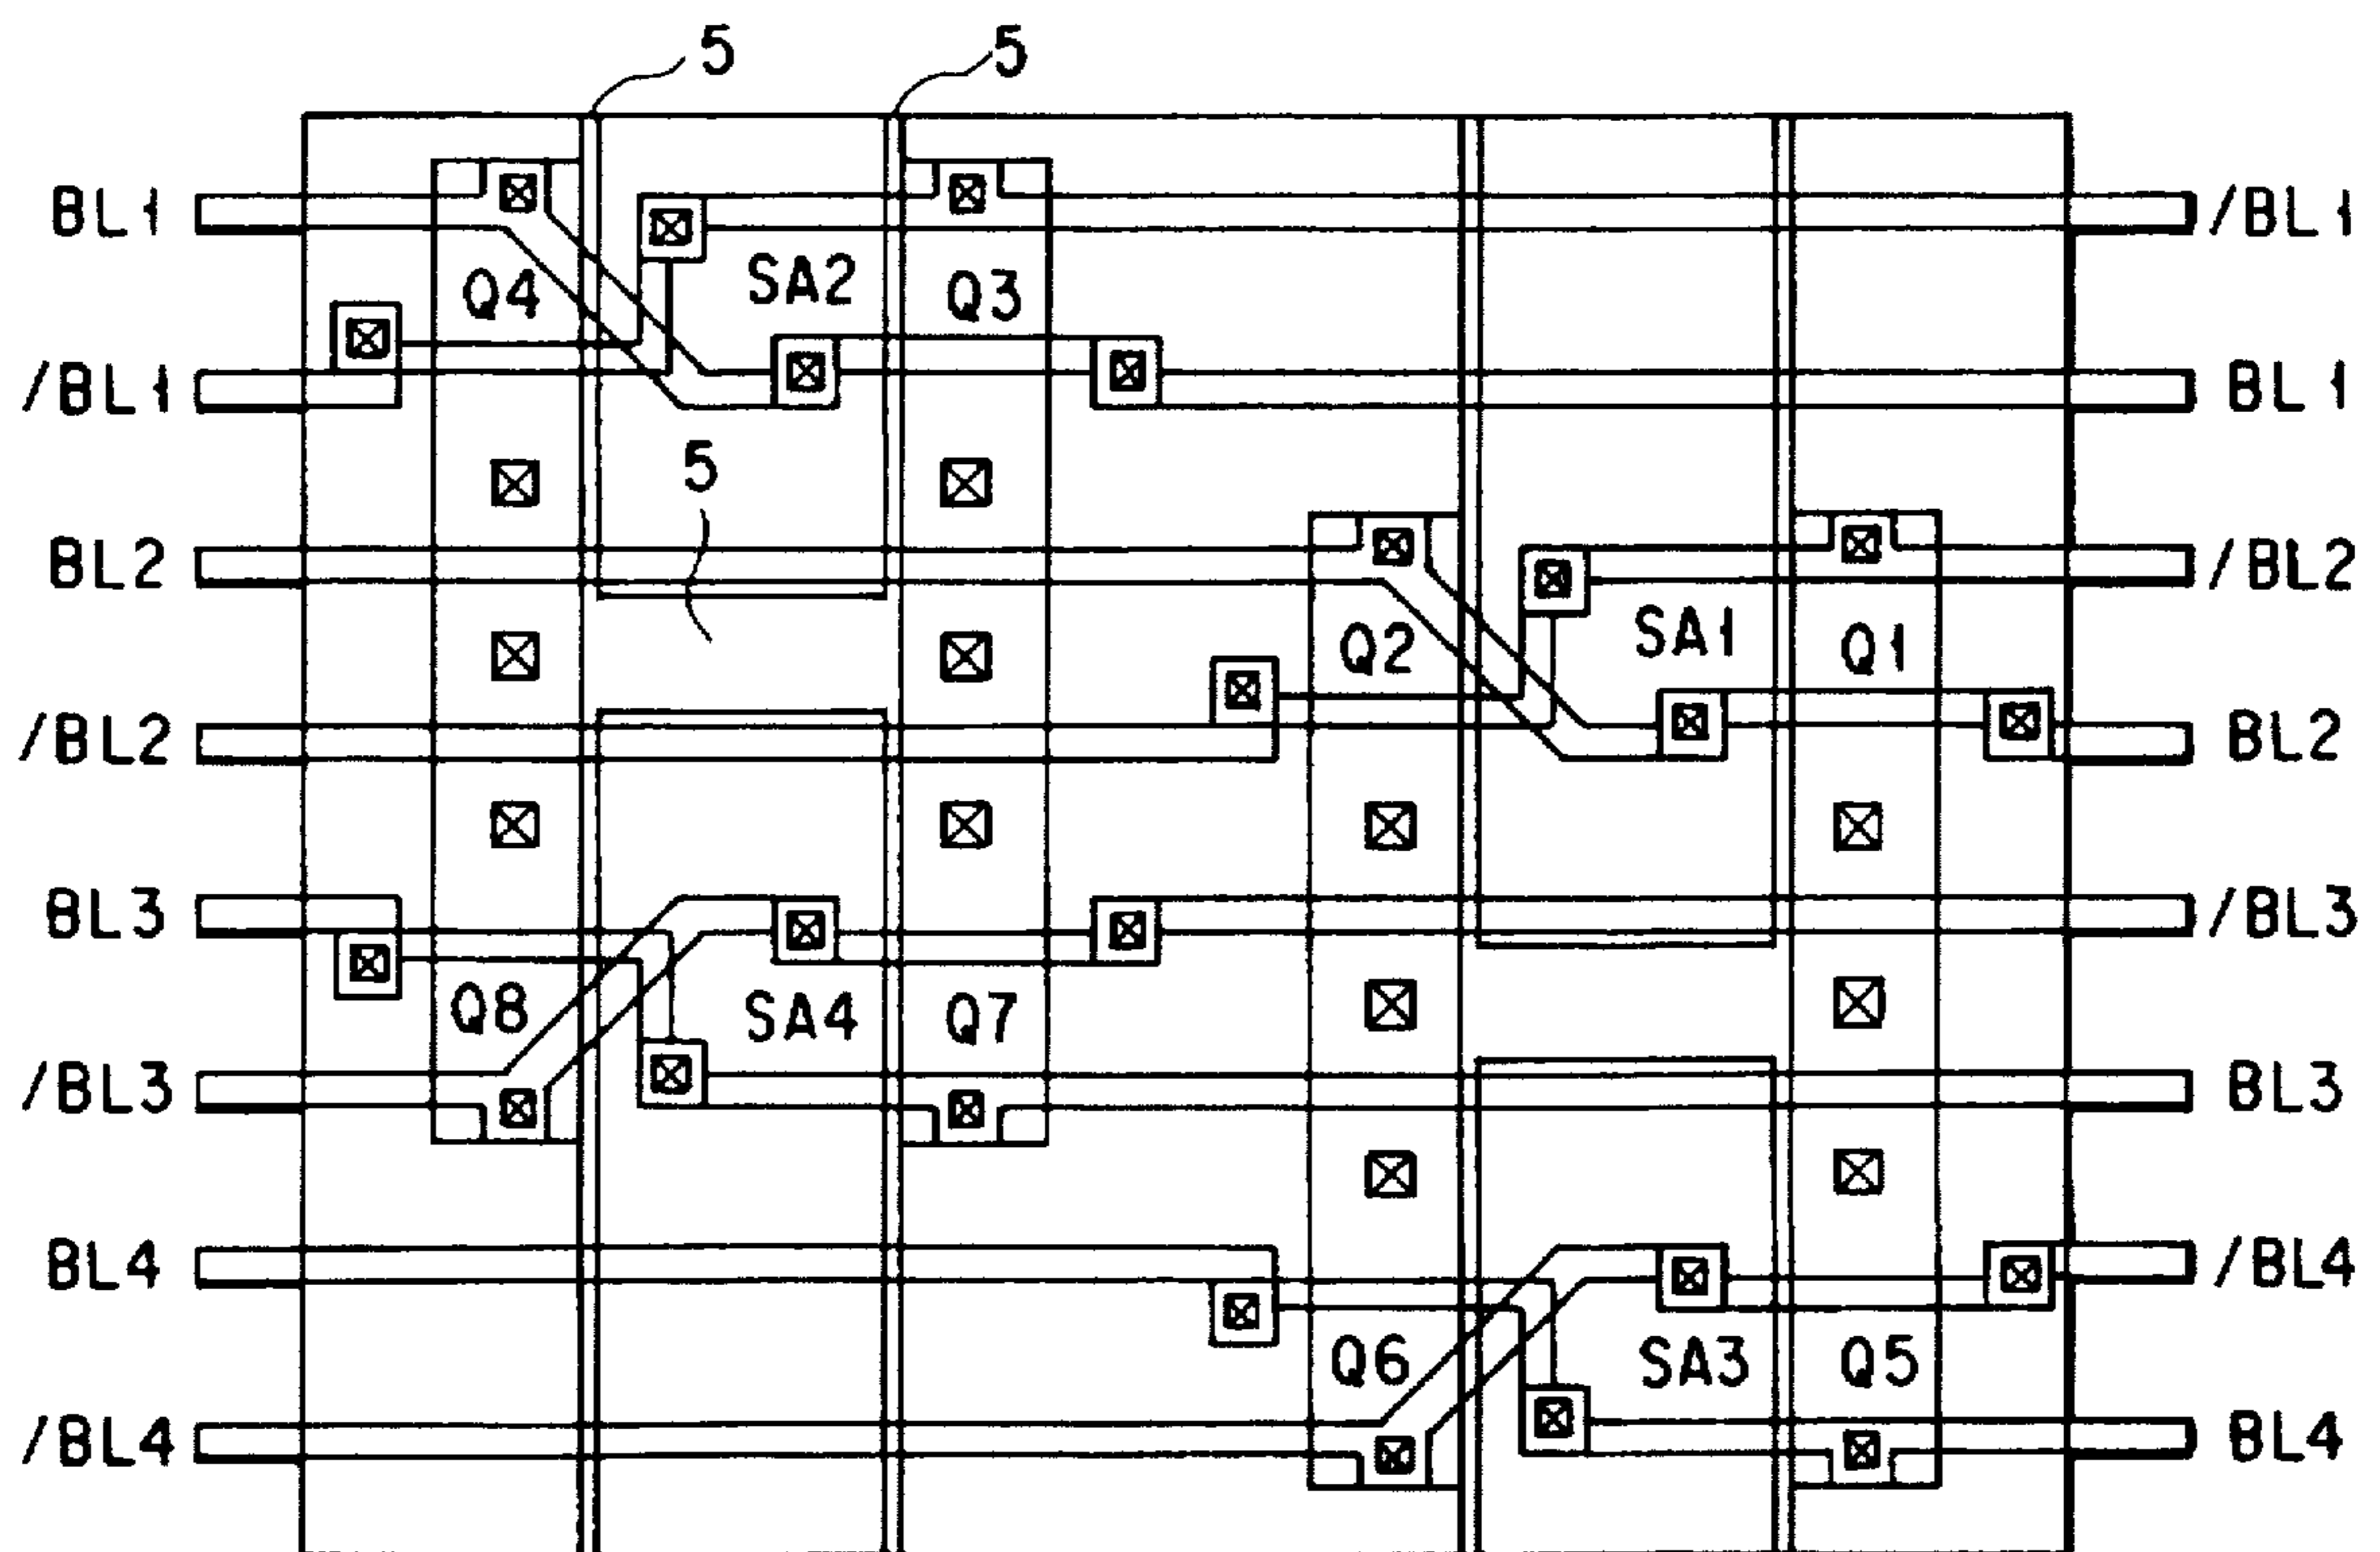 5 5
BL1 /BL1
Q4 SA2 Q3
/BL1 BL1
5
BL2 /BL2
Q2 SA1 Q1
/BL2 BL2
BL3 /BL3
Q8 SA4 Q7
/BL3 BL3
BL4 /BL4
Q6 SA3 Q5
/BL4 BL4